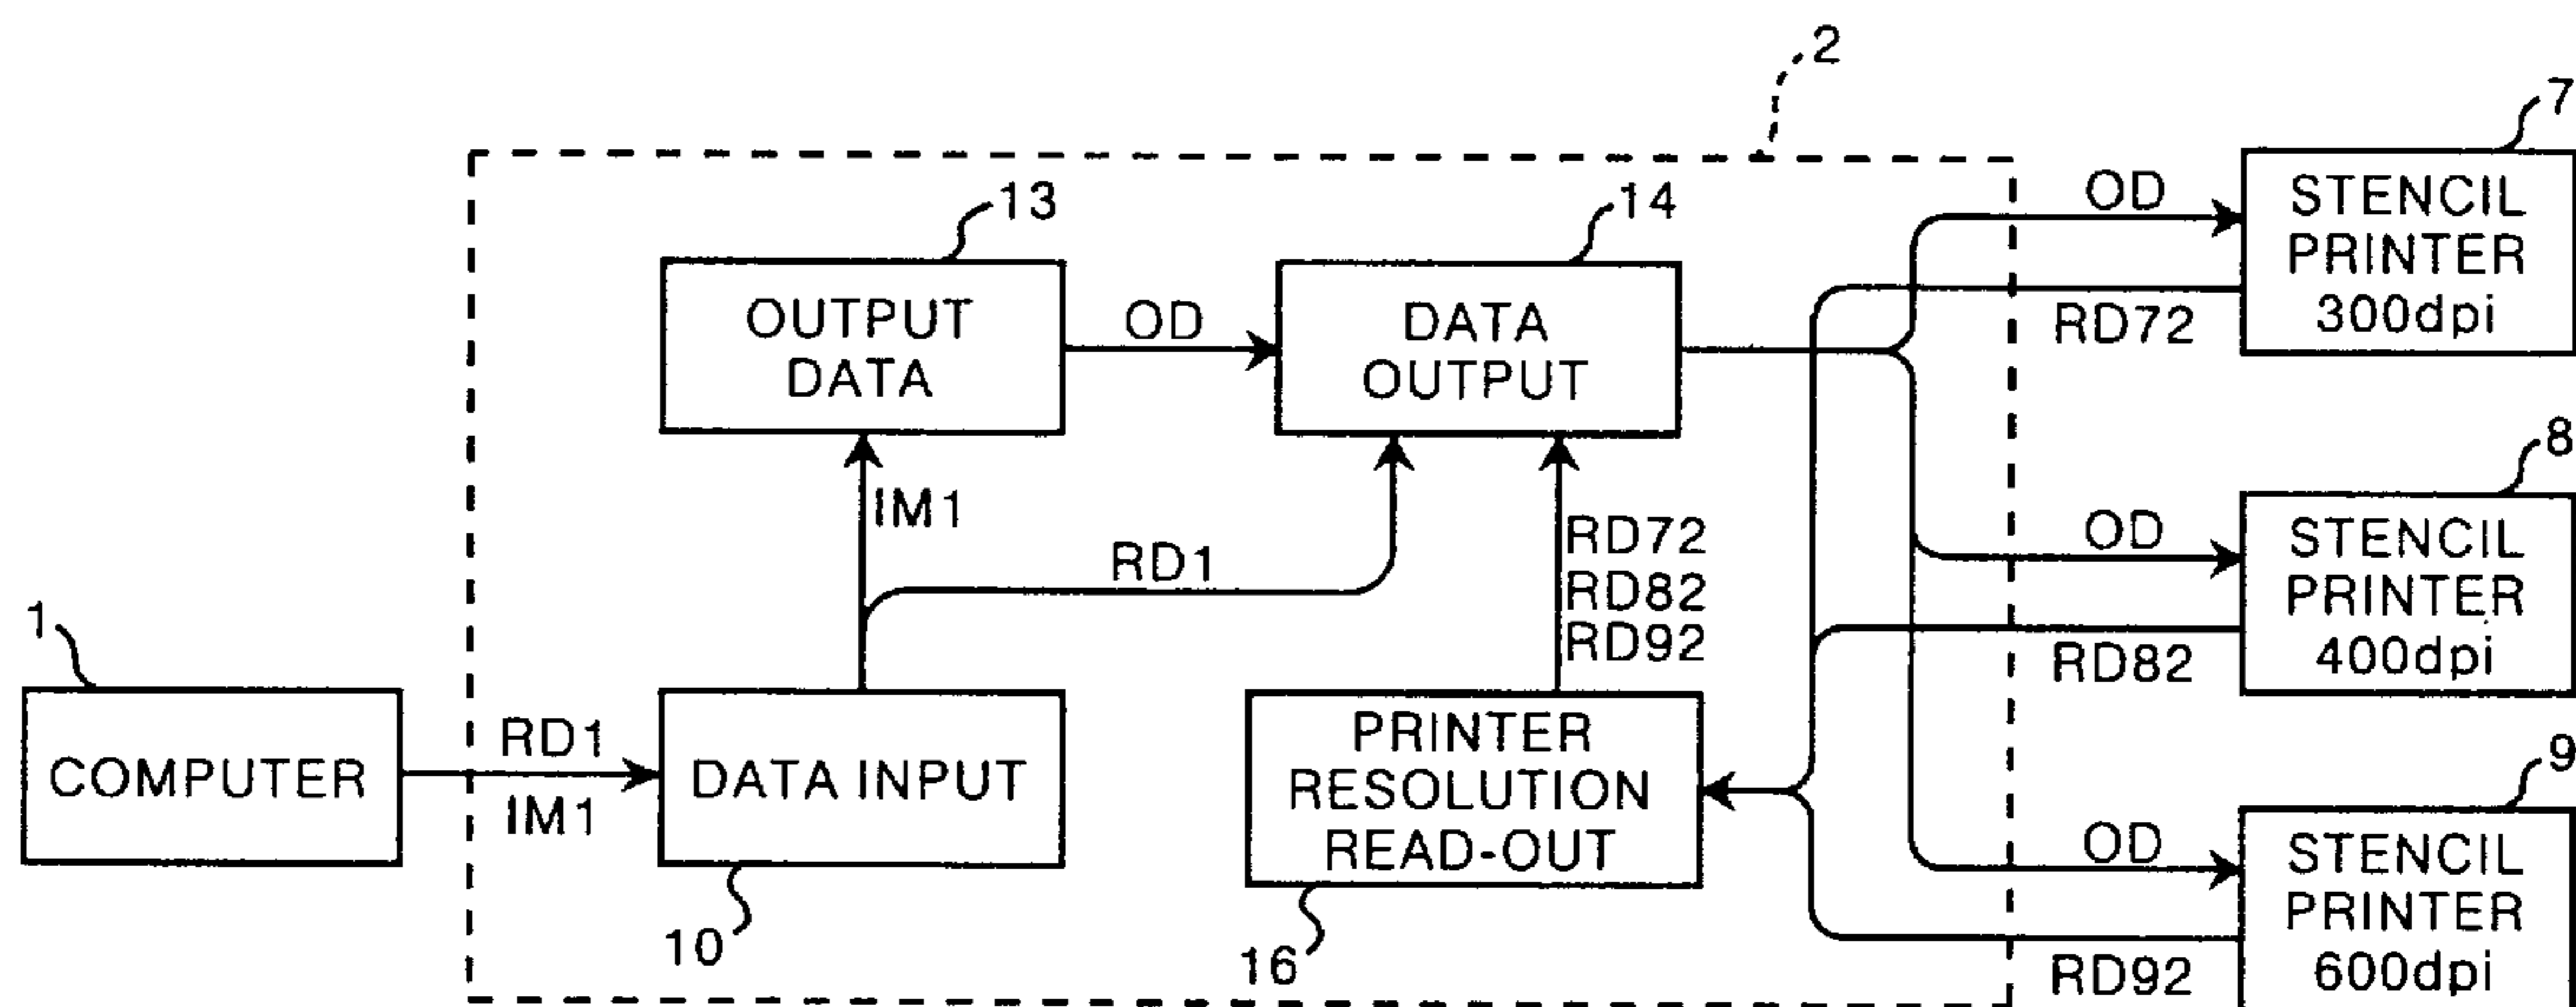 2
7
13
14
OD
STENCIL
PRINTER
300dpi
OUTPUT
DATA
OD
DATA
OUTPUT
RD72
8
IM1
RD1
RD72
RD82
RD92
OD
STENCIL
PRINTER
400dpi
RD82
1
COMPUTER
RD1
IM1
DATA INPUT
PRINTER
RESOLUTION
READ-OUT
9
OD
STENCIL
PRINTER
600dpi
10
16
RD92